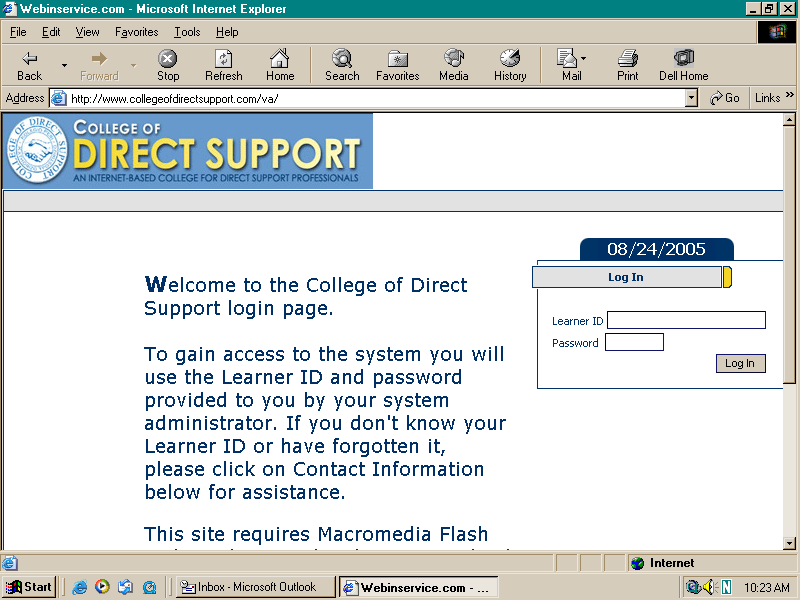 Webinservice.com - Microsoft Internet Explorer
File Edit View Favorites Tools Help
Back Forward Stop Refresh Home Search Favorites Media History Mail Print Dell Home
Address http://www.collegeofdirectsupport.com/va/ Go Links »
COLLEGE OF DIRECT SUPPORT
COLLEGE OF
DIRECT SUPPORT
AN INTERNET-BASED COLLEGE FOR DIRECT SUPPORT PROFESSIONALS
08/24/2005
Log In
Learner ID
Password
Log In
Welcome to the College of Direct
Support login page.
To gain access to the system you will
use the Learner ID and password
provided to you by your system
administrator. If you don't know your
Learner ID or have forgotten it,
please click on Contact Information
below for assistance.
This site requires Macromedia Flash
Internet
Start Inbox - Microsoft Outlook Webinservice.com - ... N 10:23 AM